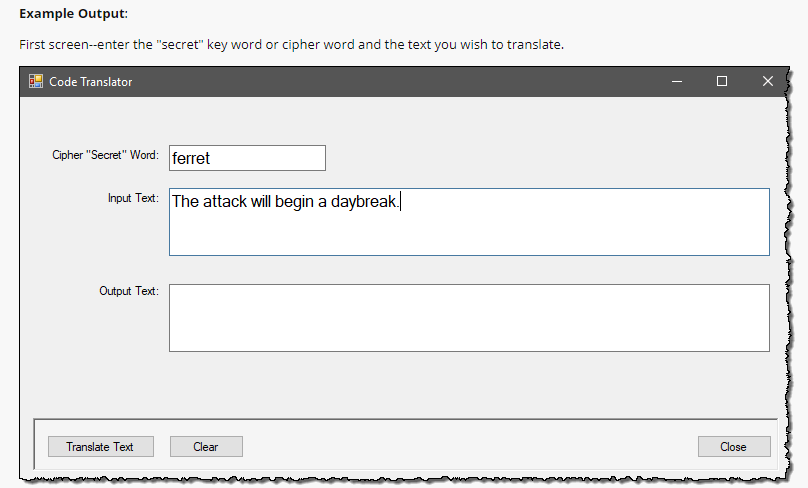 Example Output:
First screen--enter the "secret" key word or cipher word and the text you wish to translate.
Code Translator
Cipher "Secret" Word: ferret
Input Text: The attack will begin a daybreak.
Output Text:
Translate Text Clear Close